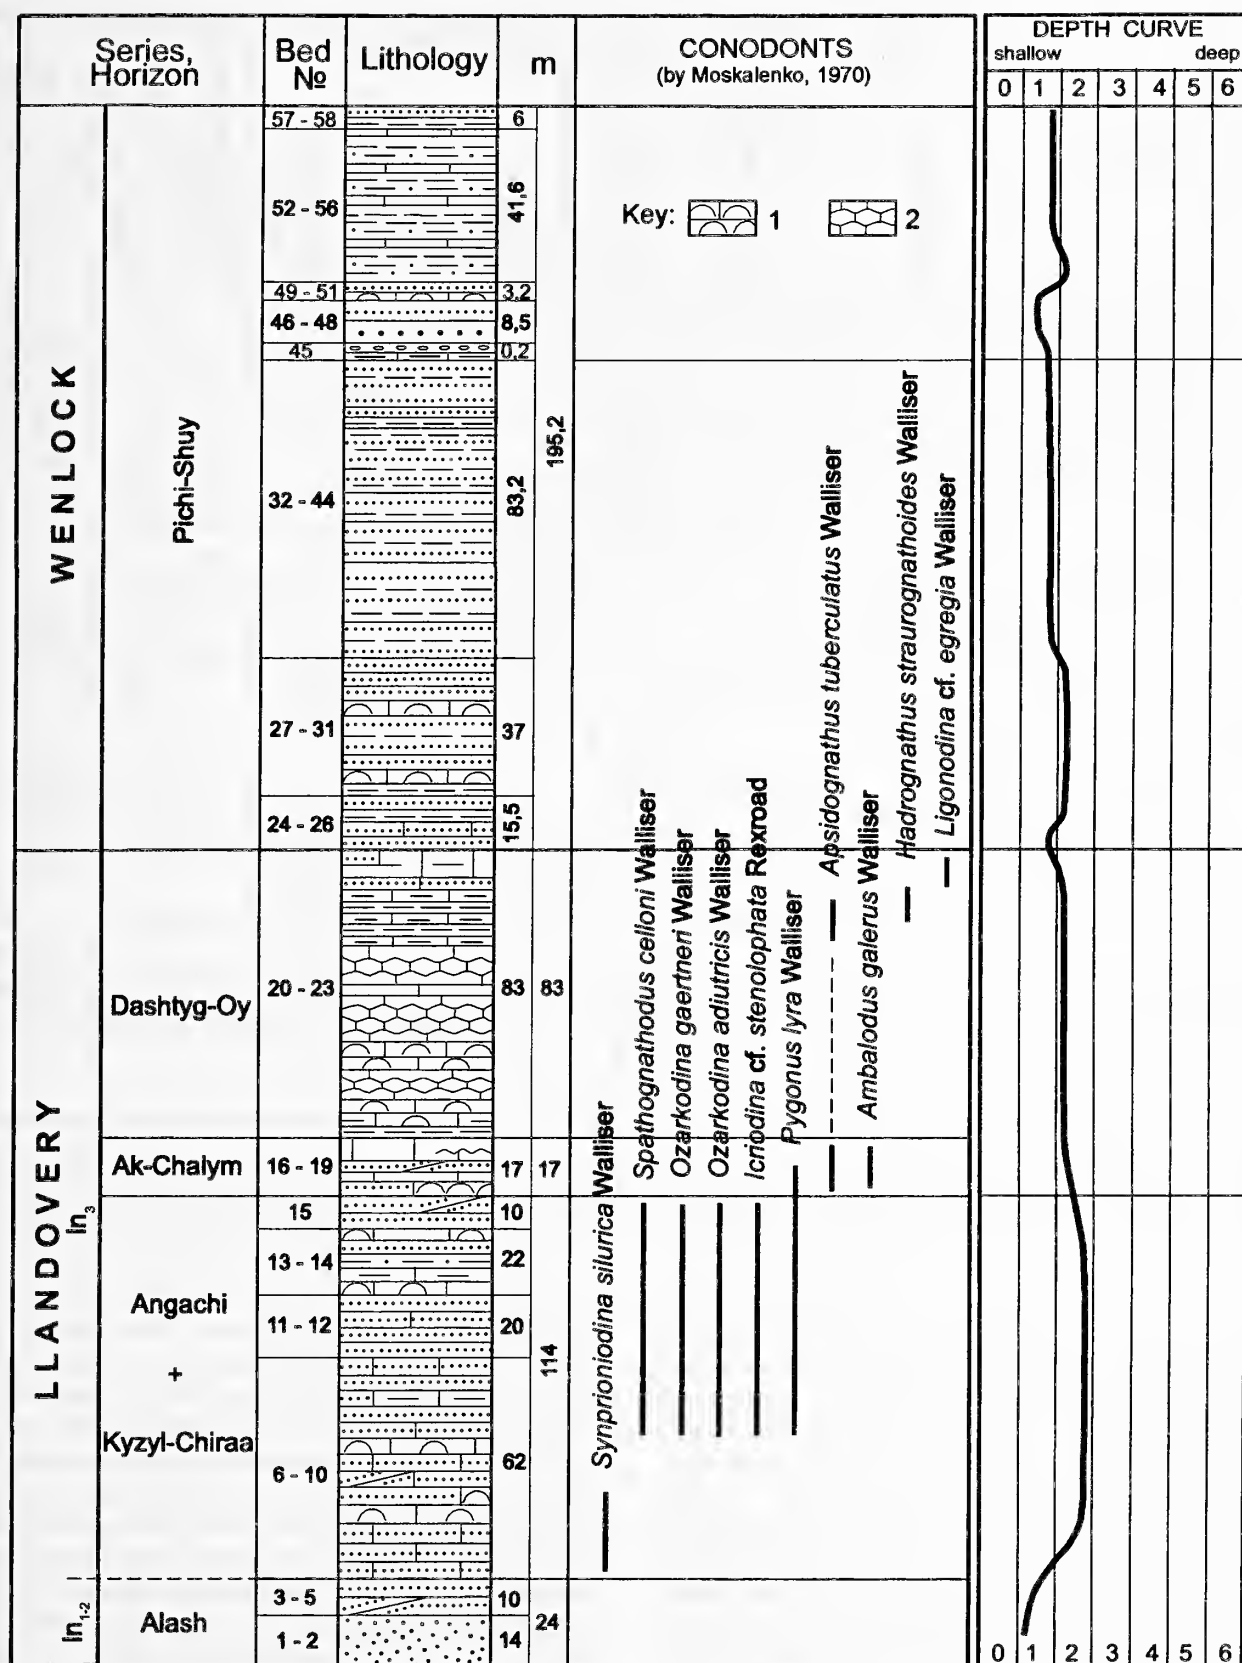 Series,
Horizon
Bed
№
Lithology
m
CONODONTS
(by Moskalenko, 1970)
DEPTH CURVE
shallow deep
0 1 2 3 4 5 6
WENLOCK
Pichi-Shuy
57 - 58
6
52 - 56
41,6
49 - 51
3,2
46 - 48
8,5
45
0,2
32 - 44
83,2
27 - 31
37
24 - 26
15,5
195,2
Key: 1 2
LLANDOVERY
ln3
ln1-2
Dashtyg-Oy
20 - 23
83
83
Ak-Chalym
16 - 19
17
17
Angachi
+
Kyzyl-Chiraa
15
10
13 - 14
22
11 - 12
20
6 - 10
62
114
Alash
3 - 5
10
1 - 2
14
24
Synprioniodina silurica Walliser
Spathognathodus celloni Walliser
Ozarkodina gaertneri Walliser
Ozarkodina adiutricis Walliser
Icriodina cf. stenolophata Rexroad
Pygonus lyra Walliser
Apsidognathus tuberculatus Walliser
Ambalodus galerus Walliser
Hadrognathus straurognathoides Walliser
Ligonodina cf. egregia Walliser
0 1 2 3 4 5 6